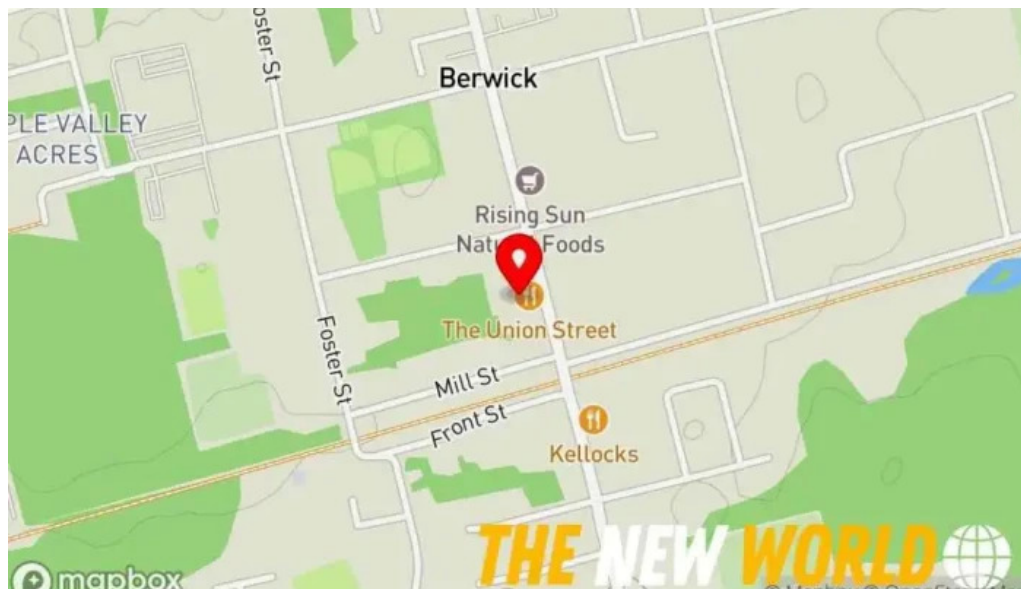 oster St
Berwick
PLE VALLEY
ACRES
Rising Sun
Natu Foods
The Union Street
Foster St
Mill St
Front St
Kellocks
THE NEW WORLD
mapbox